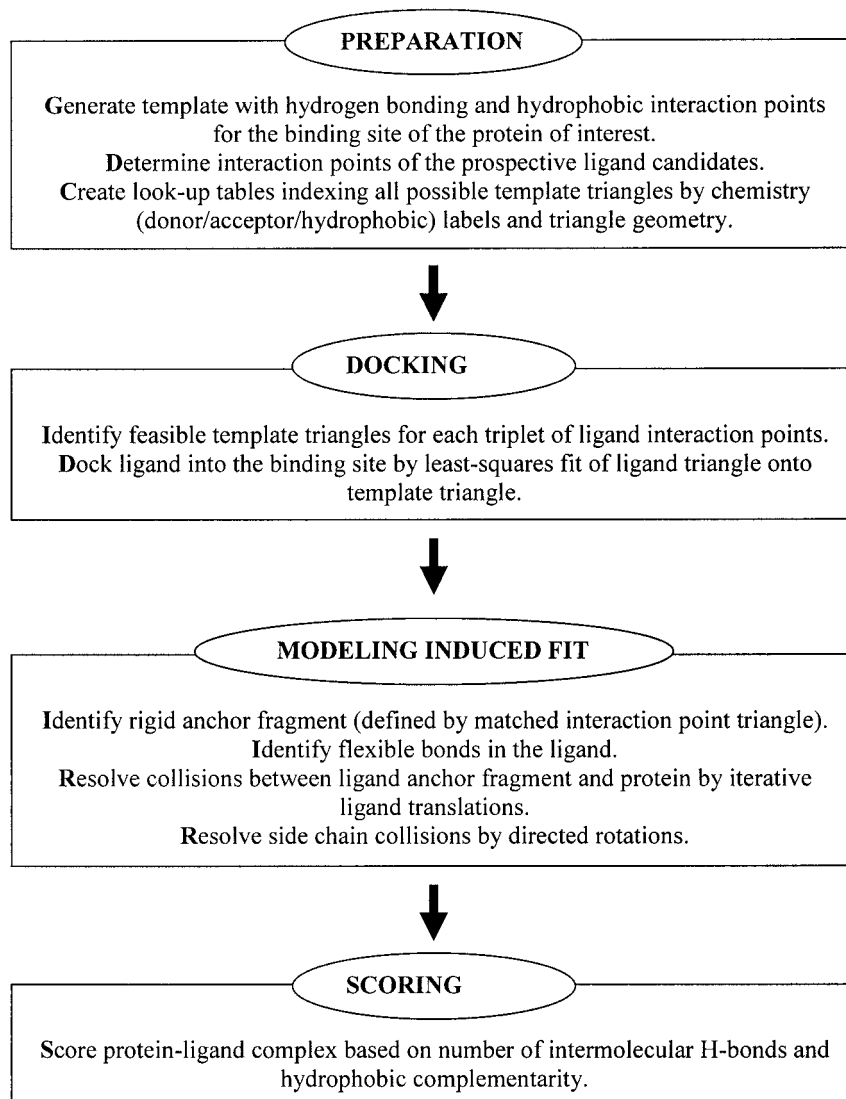 PREPARATION
Generate template with hydrogen bonding and hydrophobic interaction points
for the binding site of the protein of interest.
Determine interaction points of the prospective ligand candidates.
Create look-up tables indexing all possible template triangles by chemistry
(donor/acceptor/hydrophobic) labels and triangle geometry.
DOCKING
Identify feasible template triangles for each triplet of ligand interaction points.
Dock ligand into the binding site by least-squares fit of ligand triangle onto
template triangle.
MODELING INDUCED FIT
Identify rigid anchor fragment (defined by matched interaction point triangle).
Identify flexible bonds in the ligand.
Resolve collisions between ligand anchor fragment and protein by iterative
ligand translations.
Resolve side chain collisions by directed rotations.
SCORING
Score protein-ligand complex based on number of intermolecular H-bonds and
hydrophobic complementarity.